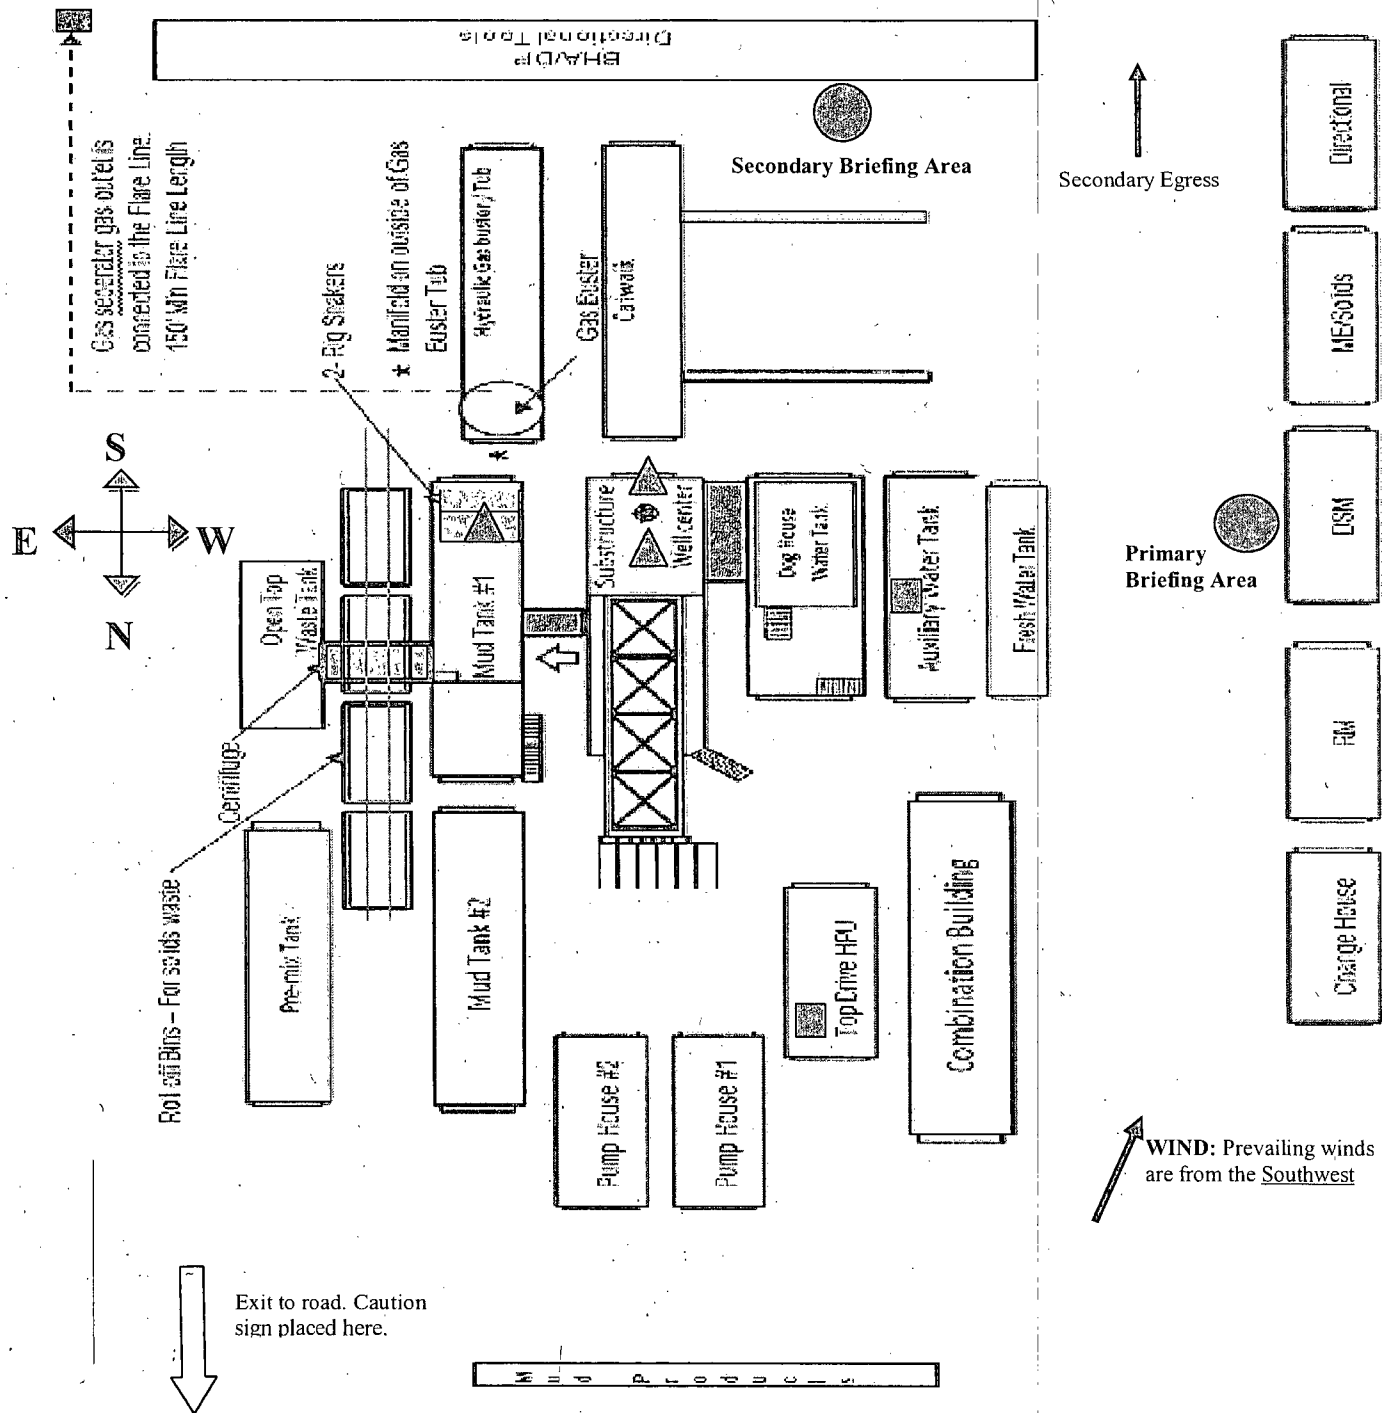 BHA/DP
Directional Tools
Gas seperator gas outlet is
connected to the Flare Line.
150' Min Flare Line Length
2- Rig Shakers
★ Manifold on outside of Gas
Buster Tub
Hydraulic Gas buster/Tub
Gas Buster
Catwalk
Secondary Briefing Area
Secondary Egress
Directional
ME/Solids
DSM
RM
Change House
Primary
Briefing Area
S
E
W
N
Open Top
Waste Tank
Mud Tank #1
Substructure
Wellcenter
Dog House
Water Tank
Auxiliary Water Tank
Fresh Water Tank
Centrifuge
Roll off Bins – For solids waste
Pre-mix Tank
Mud Tank #2
Pump House #2
Pump House #1
Top Drive HPU
Combination Building
WIND: Prevailing winds
are from the Southwest
Exit to road. Caution
sign placed here.
Mud Products